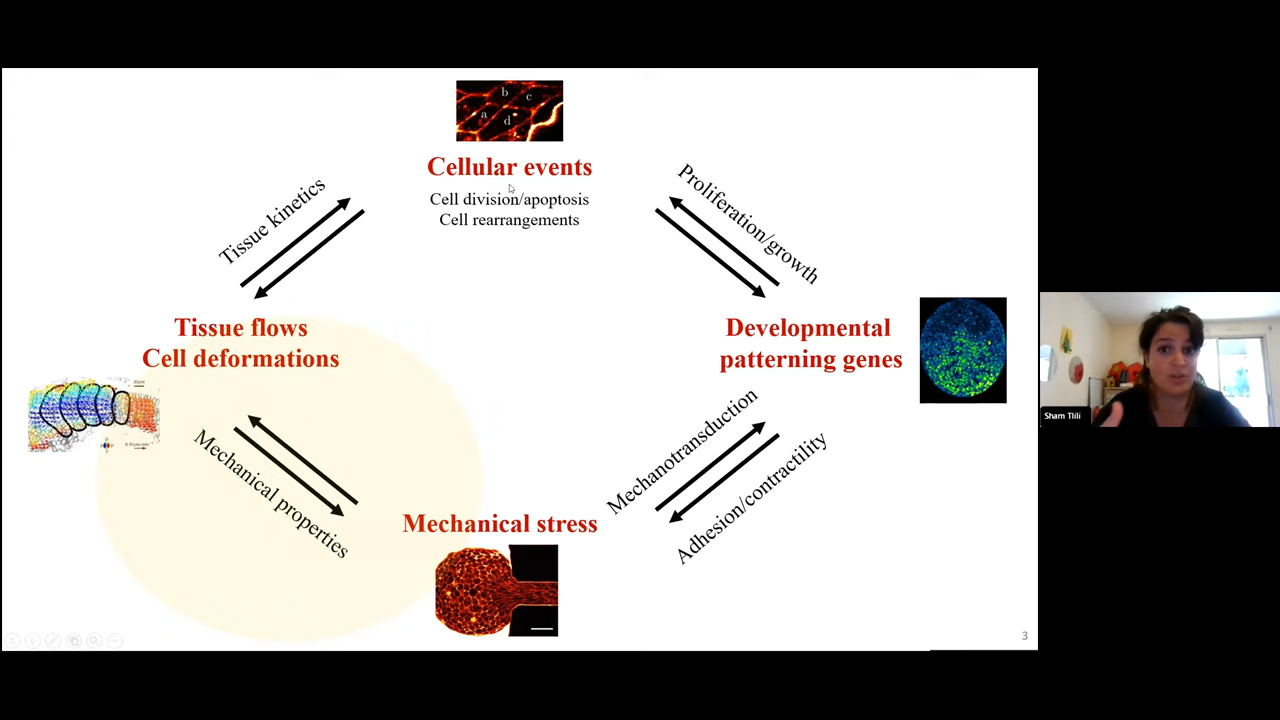 b
c
a
d
Cellular events
Cell division/apoptosis
Cell rearrangements
Tissue kinetics
Proliferation/growth
Tissue flows
Cell deformations
Developmental
patterning genes
Sham Tlili
Mechanical properties
Mechanical stress
Mechanotransduction
Adhesion/contractility
3